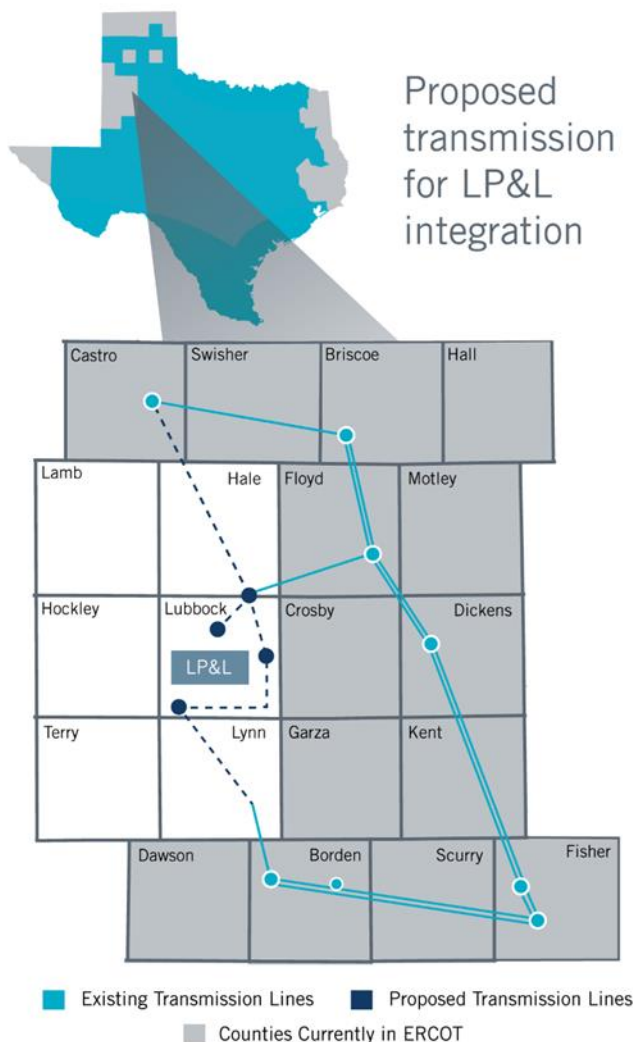 Proposed
transmission
for LP&L
integration
Castro
Swisher
Briscoe
Hall
Lamb
Hale
Floyd
Motley
Hockley
Lubbock
Crosby
Dickens
LP&L
Terry
Lynn
Garza
Kent
Dawson
Borden
Scurry
Fisher
Existing Transmission Lines
Proposed Transmission Lines
Counties Currently in ERCOT